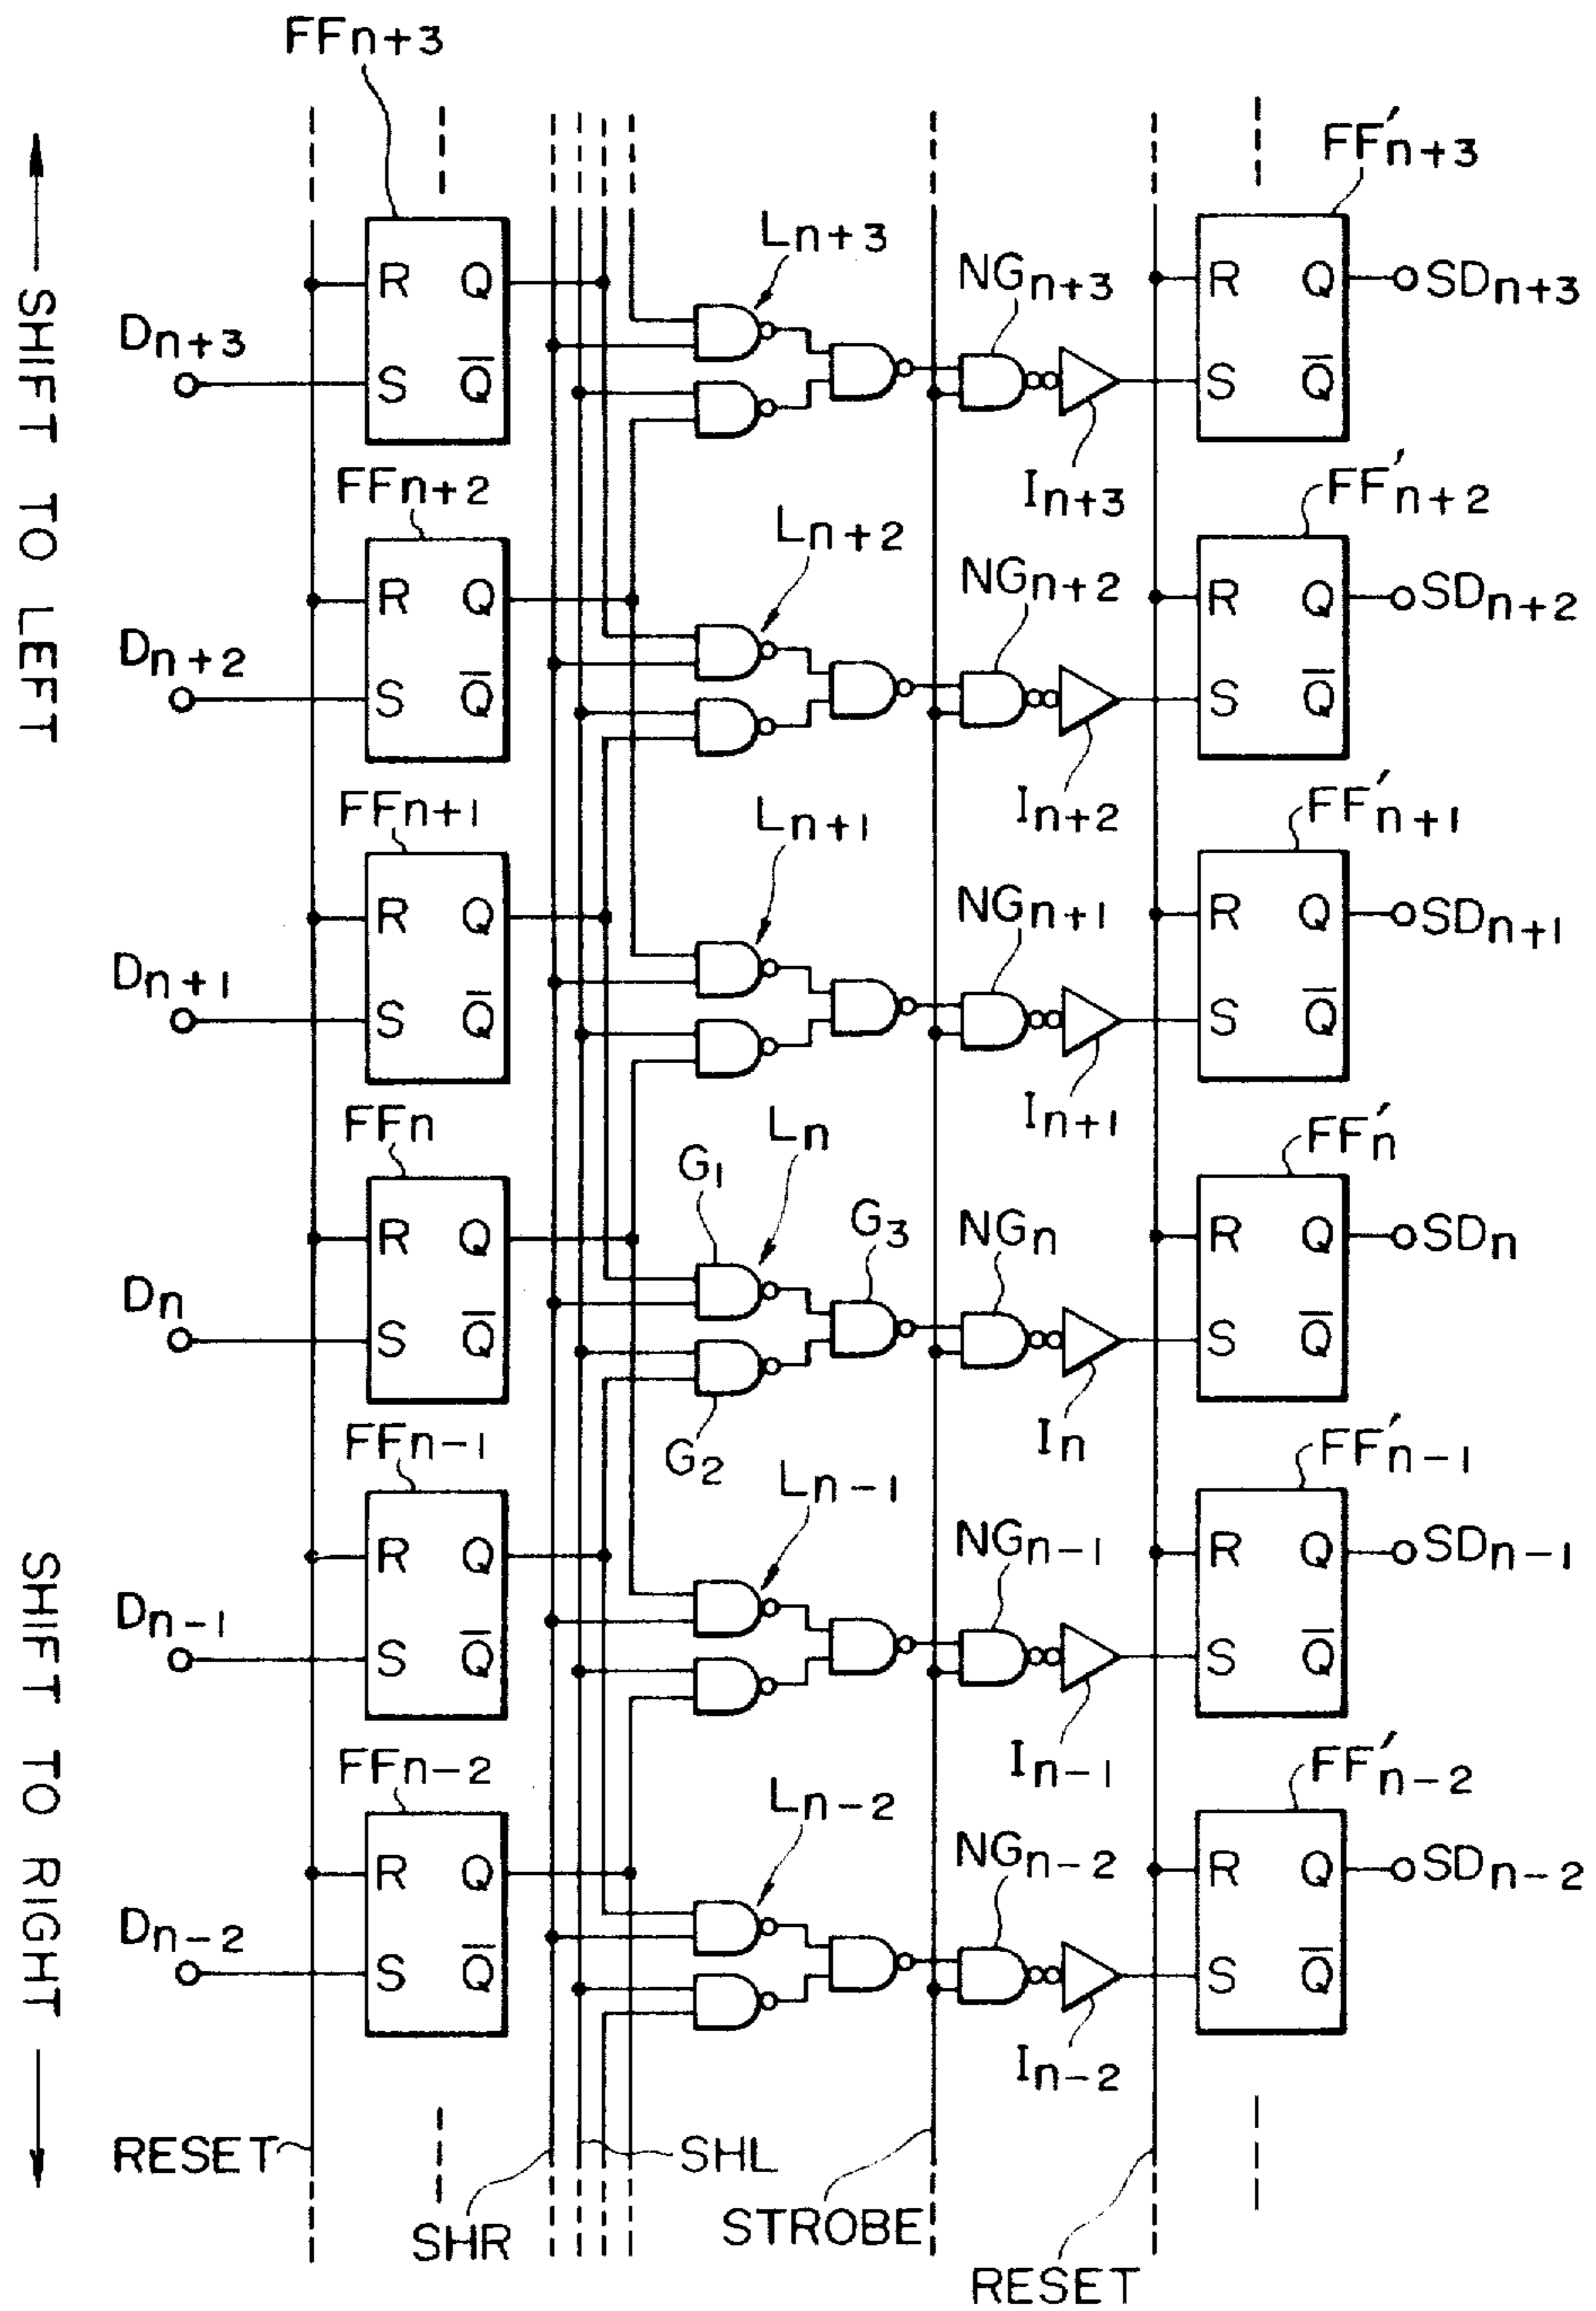 FFn+3
FF'n+3
Ln+3
NGn+3
R Q
R Q
SDn+3
Dn+3
S Q̅
S Q̅
In+3
SHIFT TO LEFT
FFn+2
FF'n+2
Ln+2
NGn+2
R Q
R Q
SDn+2
Dn+2
S Q̅
S Q̅
In+2
FFn+1
FF'n+1
Ln+1
NGn+1
R Q
R Q
SDn+1
Dn+1
S Q̅
S Q̅
In+1
FFn
FF'n
Ln
G1
G3
NGn
R Q
R Q
SDn
Dn
S Q̅
S Q̅
In
G2
FFn-1
FF'n-1
Ln-1
NGn-1
R Q
R Q
SDn-1
Dn-1
S Q̅
S Q̅
In-1
SHIFT TO RIGHT
FFn-2
FF'n-2
Ln-2
NGn-2
R Q
R Q
SDn-2
Dn-2
S Q̅
S Q̅
In-2
RESET
SHL
SHR
STROBE
RESET